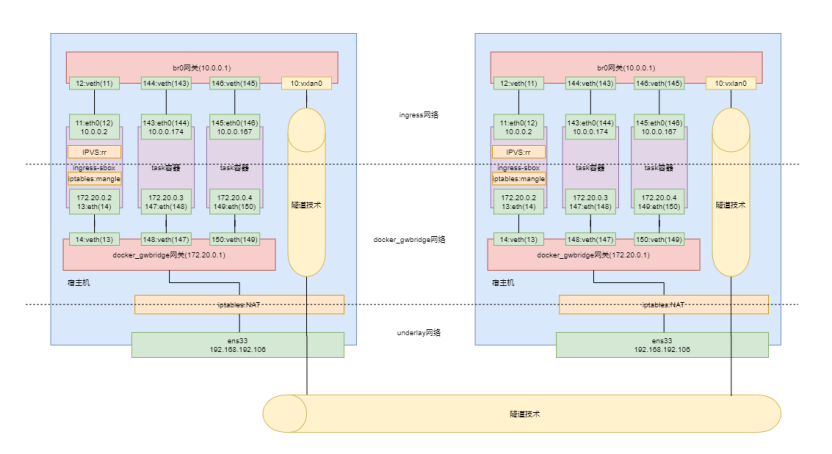 br0网关(10.0.0.1)
12:veth(11)
144:veth(143)
146:veth(145)
10:vxlan0
11:eth0(12)
10.0.0.2
143:eth0(144)
10.0.0.174
145:eth0(146)
10.0.0.167
IPVS:rr
ingress-sbox
iptables:mangle
task容器
task容器
172.20.0.2
13:eth(14)
172.20.0.3
147:eth(148)
172.20.0.4
149:eth(150)
隧道技术
14:veth(13)
148:veth(147)
150:veth(149)
docker_gwbridge网关(172.20.0.1)
宿主机
iptables:NAT
ens33
192.168.192.106
ingress网络
docker_gwbridge网络
underlay网络
br0网关(10.0.0.1)
12:veth(11)
144:veth(143)
146:veth(145)
10:vxlan0
11:eth0(12)
10.0.0.2
143:eth0(144)
10.0.0.174
145:eth0(146)
10.0.0.167
IPVS:rr
ingress-sbox
iptables:mangle
task容器
task容器
172.20.0.2
13:eth(14)
172.20.0.3
147:eth(148)
172.20.0.4
149:eth(150)
隧道技术
14:veth(13)
148:veth(147)
150:veth(149)
docker_gwbridge网关(172.20.0.1)
宿主机
iptables:NAT
ens33
192.168.192.106
隧道技术